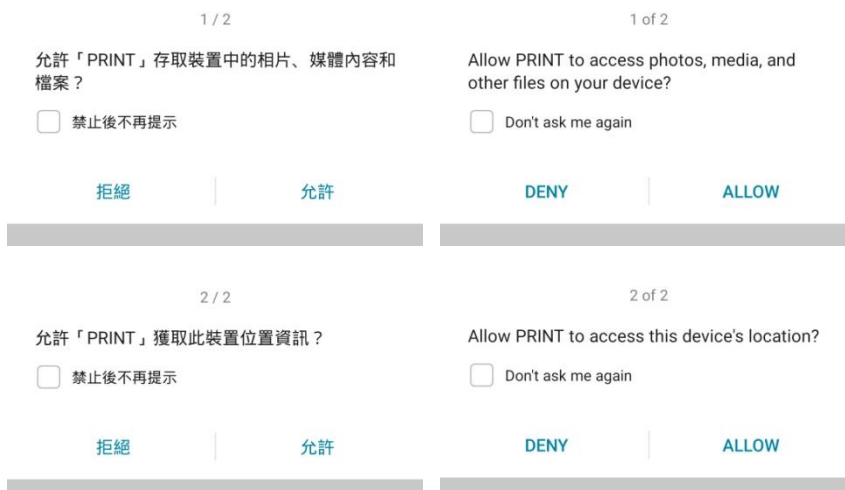 1 / 2
允許「PRINT」存取裝置中的相片、媒體內容和
檔案？
禁止後不再提示
拒絕
允許
1 of 2
Allow PRINT to access photos, media, and
other files on your device?
Don't ask me again
DENY
ALLOW
2 / 2
允許「PRINT」獲取此裝置位置資訊？
禁止後不再提示
拒絕
允許
2 of 2
Allow PRINT to access this device's location?
Don't ask me again
DENY
ALLOW